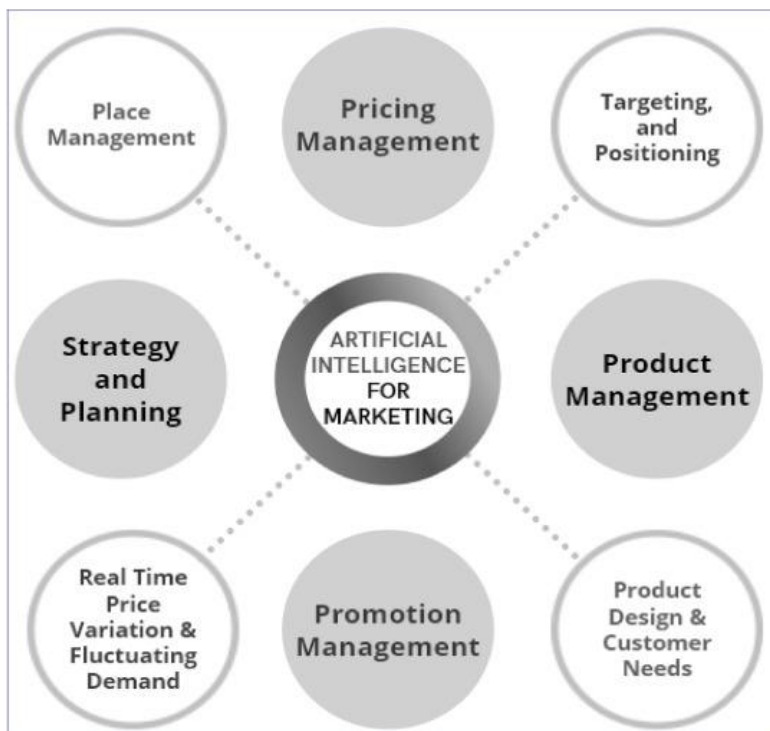 Place
Management
Pricing
Management
Targeting,
and
Positioning
Strategy
and
Planning
ARTIFICIAL
INTELLIGENCE
FOR
MARKETING
Product
Management
Real Time
Price
Variation &
Fluctuating
Demand
Promotion
Management
Product
Design &
Customer
Needs